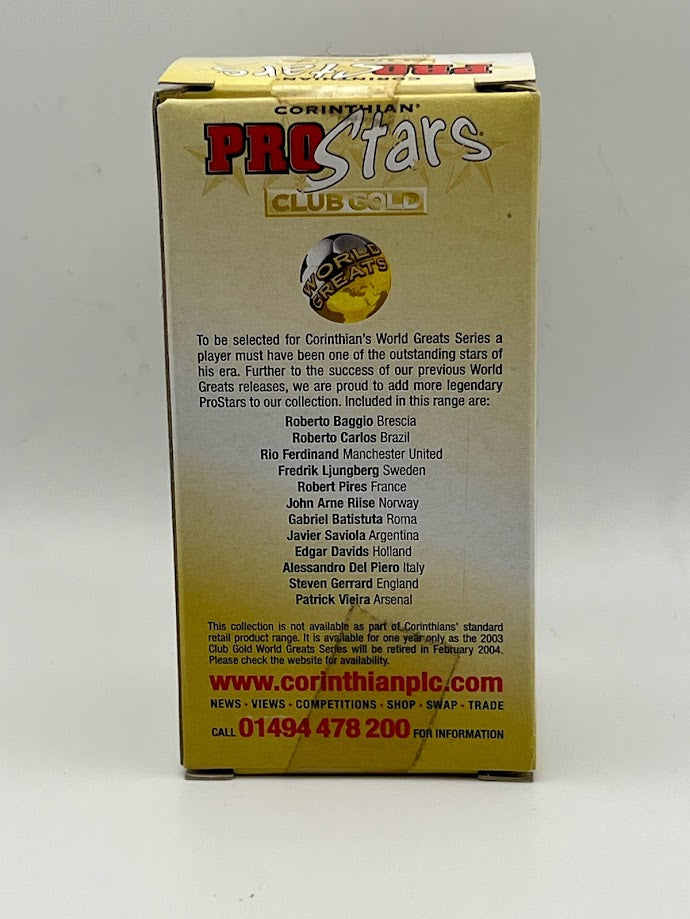 PRO Stars
CORINTHIAN
CORINTHIAN®
PRO Stars
CLUB GOLD
WORLD
GREATS
To be selected for Corinthian's World Greats Series a
player must have been one of the outstanding stars of
his era. Further to the success of our previous World
Greats releases, we are proud to add more legendary
ProStars to our collection. Included in this range are:
Roberto Baggio Brescia
Roberto Carlos Brazil
Rio Ferdinand Manchester United
Fredrik Ljungberg Sweden
Robert Pires France
John Arne Riise Norway
Gabriel Batistuta Roma
Javier Saviola Argentina
Edgar Davids Holland
Alessandro Del Piero Italy
Steven Gerrard England
Patrick Vieira Arsenal
This collection is not available as part of Corinthians' standard
retail product range. It is available for one year only as the 2003
Club Gold World Greats Series will be retired in February 2004.
Please check the website for availability.
www.corinthianplc.com
NEWS • VIEWS • COMPETITIONS • SHOP • SWAP • TRADE
CALL 01494 478 200 FOR INFORMATION